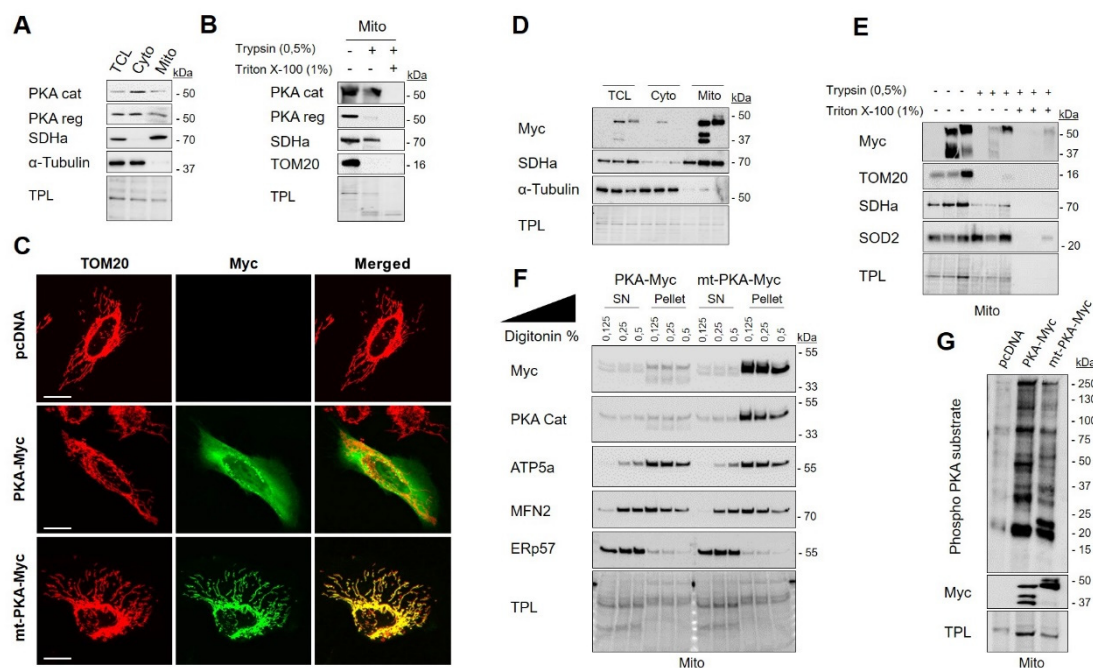 A
TCL
Cyto
Mito
kDa
PKA cat
- 50
PKA reg
- 50
SDHa
- 70
α-Tubulin
- 37
TPL
B
Mito
Trypsin (0,5%) - + +
Triton X-100 (1%) - - +
kDa
PKA cat
- 50
PKA reg
- 50
SDHa
- 70
TOM20
- 16
TPL
C
TOM20 Myc Merged
pcDNA
PKA-Myc
mt-PKA-Myc
D
TCL Cyto Mito
kDa
Myc
- 50
- 37
SDHa
- 70
α-Tubulin
- 50
TPL
E
Trypsin (0,5%) - - - + + + + + +
Triton X-100 (1%) - - - - - - + + +
kDa
Myc
- 50
- 37
TOM20
- 16
SDHa
- 70
SOD2
- 20
TPL
Mito
F
PKA-Myc mt-PKA-Myc
SN Pellet SN Pellet
Digitonin %
0,125 0,25 0,5 0,125 0,25 0,5 0,125 0,25 0,5 0,125 0,25 0,5
kDa
Myc
- 55
- 33
PKA Cat
- 55
- 33
ATP5a
- 55
MFN2
- 70
ERp57
- 55
TPL
Mito
G
pcDNA
PKA-Myc
mt-PKA-Myc
kDa
Phospho PKA substrate
- 250
- 130
- 95
- 72
- 50
- 37
- 25
- 20
- 15
Myc
- 50
- 37
TPL
Mito